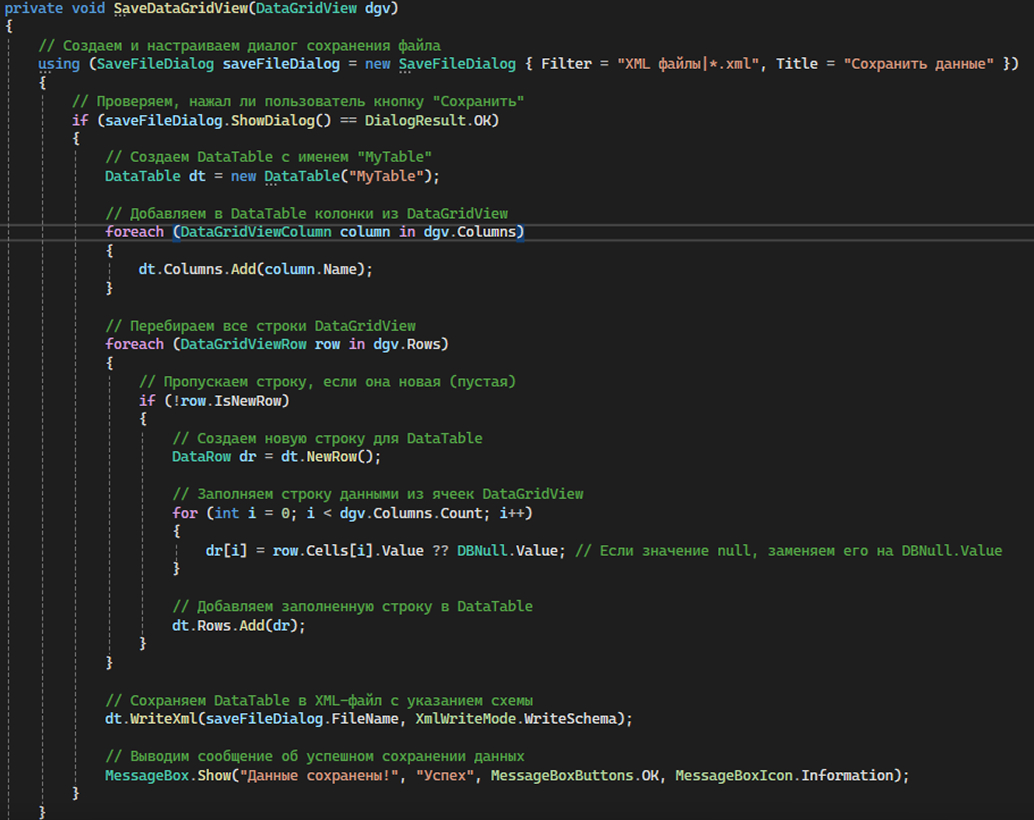 private void SaveDataGridView(DataGridView dgv)
{
// Создаем и настраиваем диалог сохранения файла
using (SaveFileDialog saveFileDialog = new SaveFileDialog { Filter = "XML файлы|*.xml", Title = "Сохранить данные" })
{
// Проверяем, нажал ли пользователь кнопку "Сохранить"
if (saveFileDialog.ShowDialog() == DialogResult.OK)
{
// Создаем DataTable с именем "MyTable"
DataTable dt = new DataTable("MyTable");
// Добавляем в DataTable колонки из DataGridView
foreach (DataGridViewColumn column in dgv.Columns)
{
dt.Columns.Add(column.Name);
}
// Перебираем все строки DataGridView
foreach (DataGridViewRow row in dgv.Rows)
{
// Пропускаем строку, если она новая (пустая)
if (!row.IsNewRow)
{
// Создаем новую строку для DataTable
DataRow dr = dt.NewRow();
// Заполняем строку данными из ячеек DataGridView
for (int i = 0; i < dgv.Columns.Count; i++)
{
dr[i] = row.Cells[i].Value ?? DBNull.Value; // Если значение null, заменяем его на DBNull.Value
}
// Добавляем заполненную строку в DataTable
dt.Rows.Add(dr);
}
}
// Сохраняем DataTable в XML-файл с указанием схемы
dt.WriteXml(saveFileDialog.FileName, XmlWriteMode.WriteSchema);
// Выводим сообщение об успешном сохранении данных
MessageBox.Show("Данные сохранены!", "Успех", MessageBoxButtons.OK, MessageBoxIcon.Information);
}
}